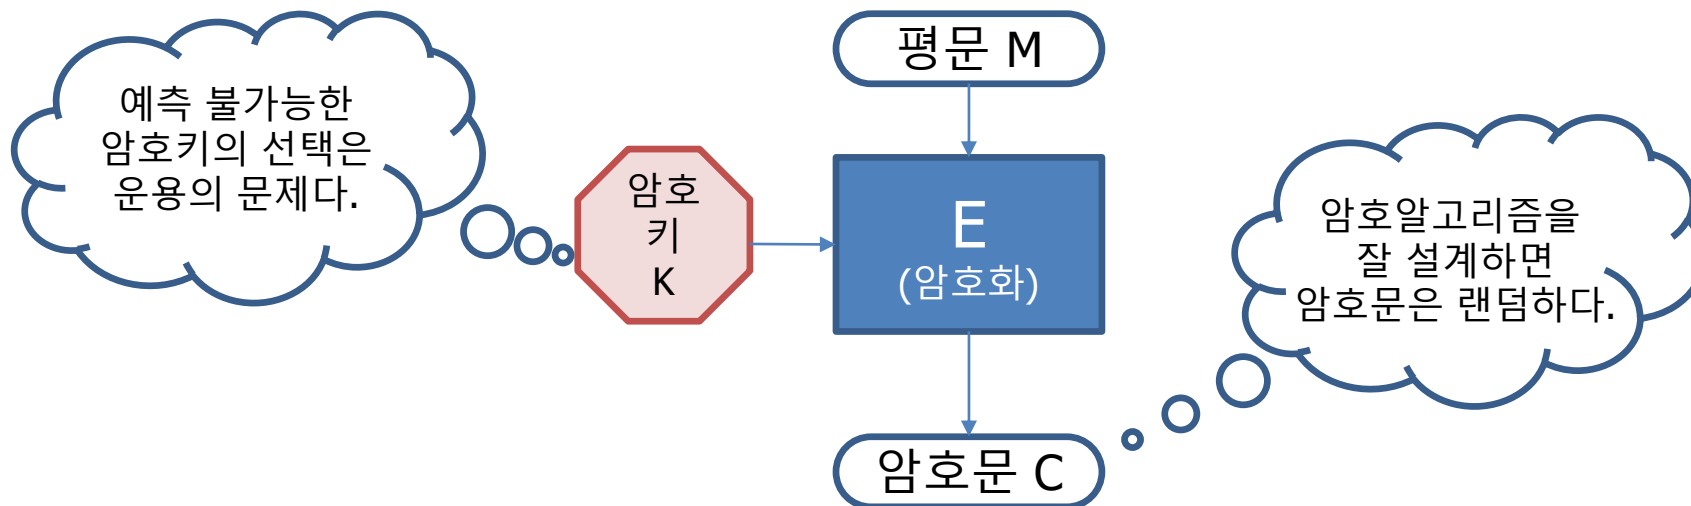 예측 불가능한
암호키의 선택은
운용의 문제다.
암호
키
K
평문 M
E
(암호화)
암호문 C
암호알고리즘을
잘 설계하면
암호문은 랜덤하다.